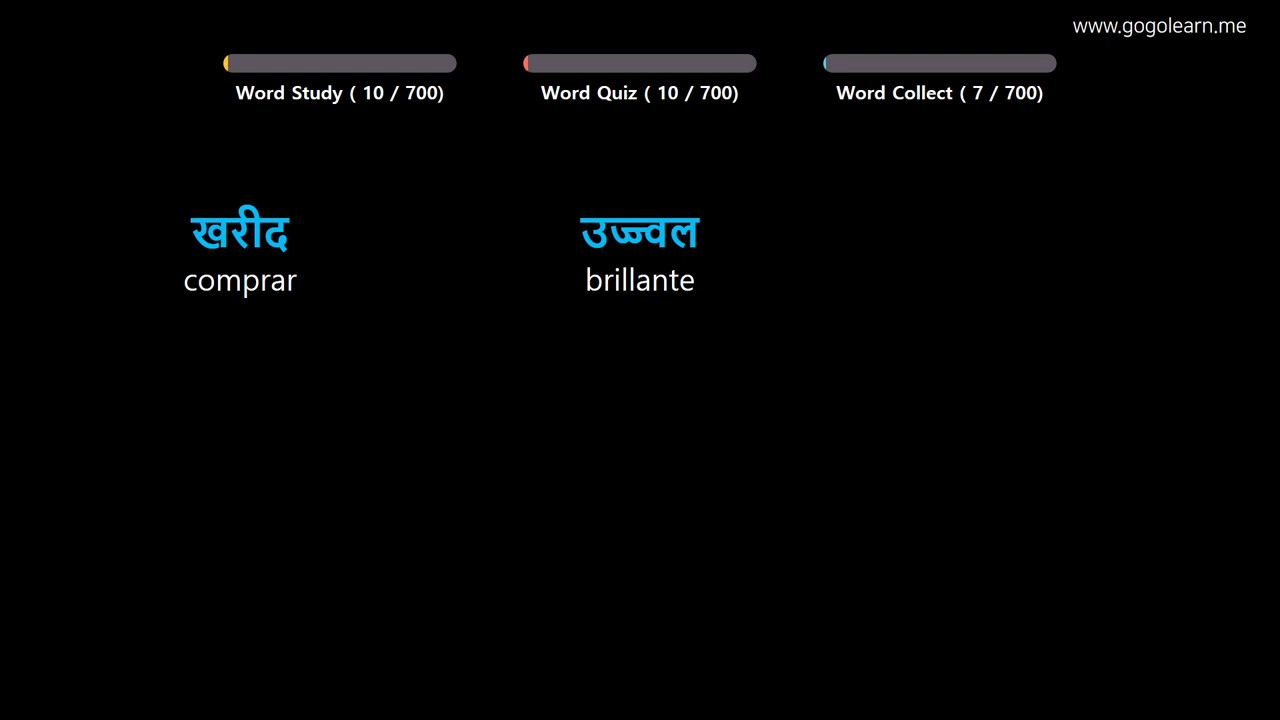 www.gogolearn.me
Word Study ( 10 / 700)
Word Quiz ( 10 / 700)
Word Collect ( 7 / 700)
खरीद
comprar
उज्ज्वल
brillante